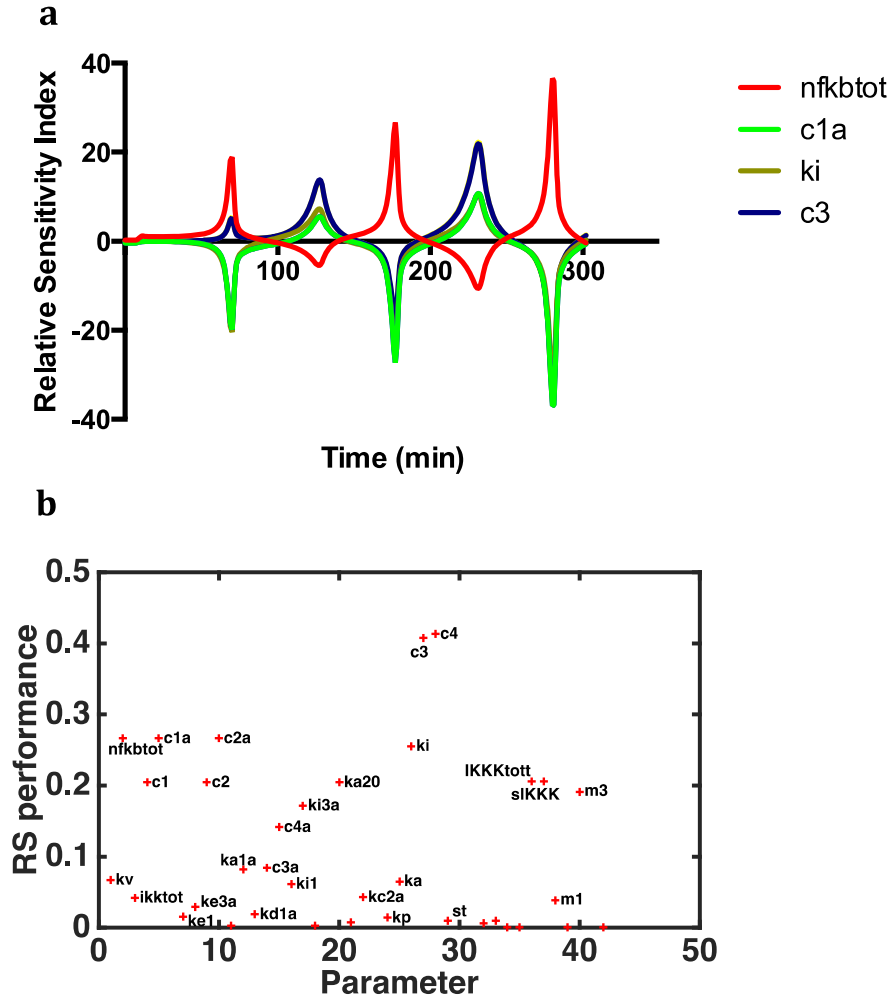 a
40
20
0
-20
-40
Relative Sensitivity Index
100
200
300
Time (min)
nfkbtot
c1a
ki
c3
b
0.5
0.4
0.3
0.2
0.1
0
RS performance
c4
c3
nfkbtot
c1a
c2a
ki
c1
c2
ka20
IKKKtott
sIKKK
m3
ki3a
c4a
ka1a
c3a
kv
ki1
ka
ikktot
ke3a
kc2a
m1
ke1
kd1a
kp
st
0
10
20
30
40
50
Parameter